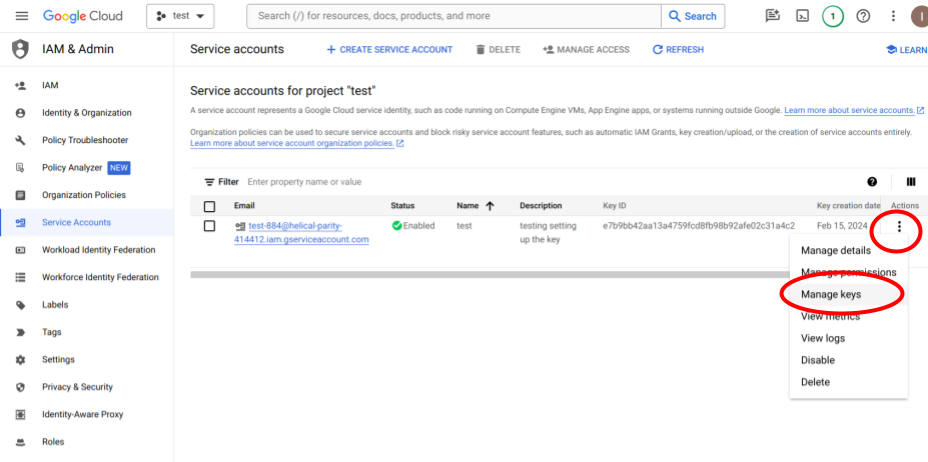 Google Cloud
test
Search (/) for resources, docs, products, and more
Search
1
I
IAM & Admin
Service accounts
+ CREATE SERVICE ACCOUNT
DELETE
MANAGE ACCESS
REFRESH
LEARN
IAM
Identity & Organization
Policy Troubleshooter
Policy Analyzer NEW
Organization Policies
Service Accounts
Workload Identity Federation
Workforce Identity Federation
Labels
Tags
Settings
Privacy & Security
Identity-Aware Proxy
Roles
Service accounts for project "test"
A service account represents a Google Cloud service identity, such as code running on Compute Engine VMs, App Engine apps, or systems running outside Google. Learn more about service accounts.
Organization policies can be used to secure service accounts and block risky service account features, such as automatic IAM Grants, key creation/upload, or the creation of service accounts entirely.
Learn more about service account organization policies.
Filter Enter property name or value
Email Status Name Description Key ID Key creation date Actions
test-884@helical-parity- Enabled test testing setting e7b9bb42aa13a4759fcd8fb98b92afe02c31a4c2 Feb 15, 2024
414412.iam.gserviceaccount.com up the key
Manage details
Manage permissions
Manage keys
View metrics
View logs
Disable
Delete